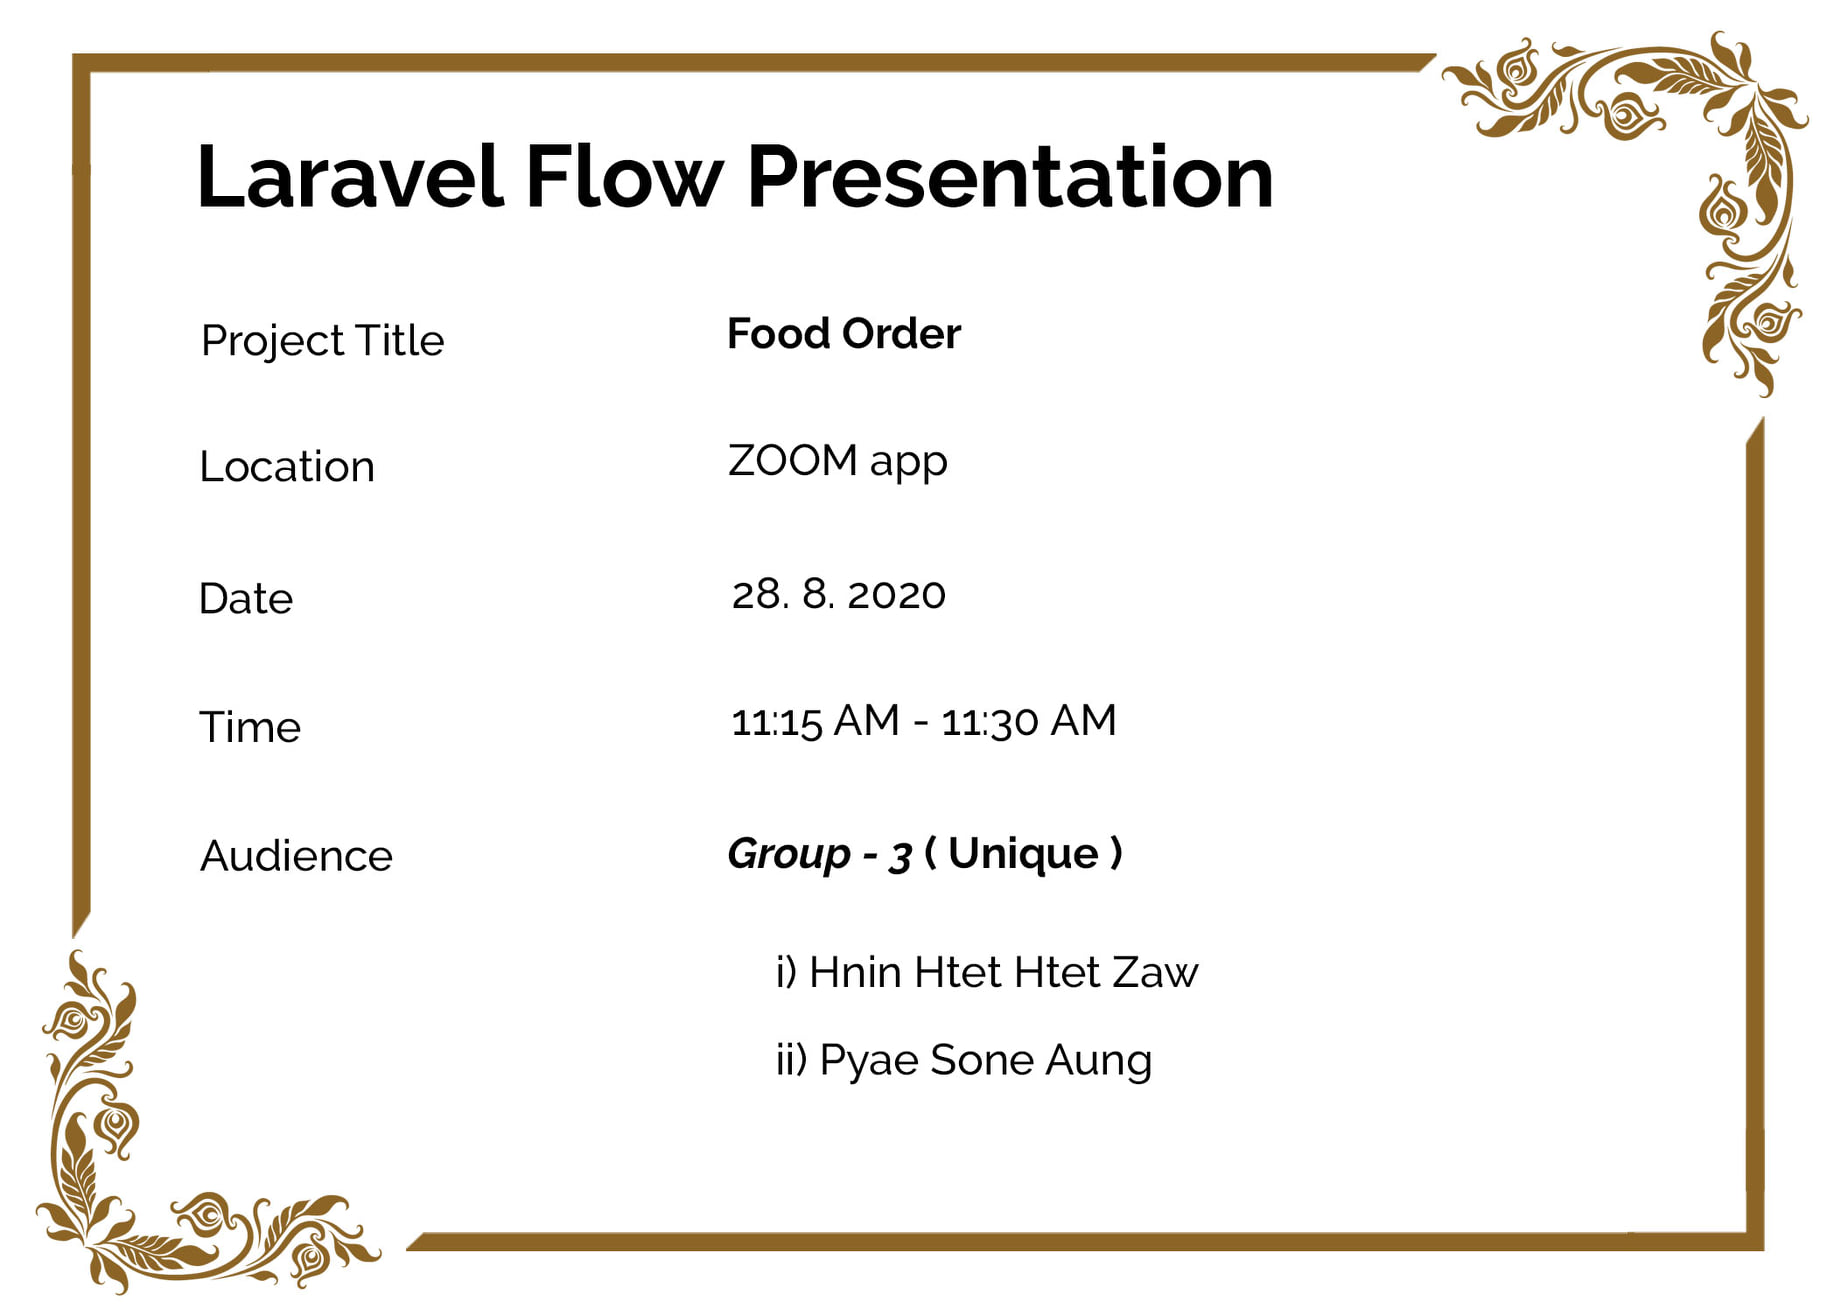 Laravel Flow Presentation
Project Title Food Order
Location ZOOM app
Date 28. 8. 2020
Time 11:15 AM - 11:30 AM
Audience Group - 3 ( Unique )
i) Hnin Htet Htet Zaw
ii) Pyae Sone Aung